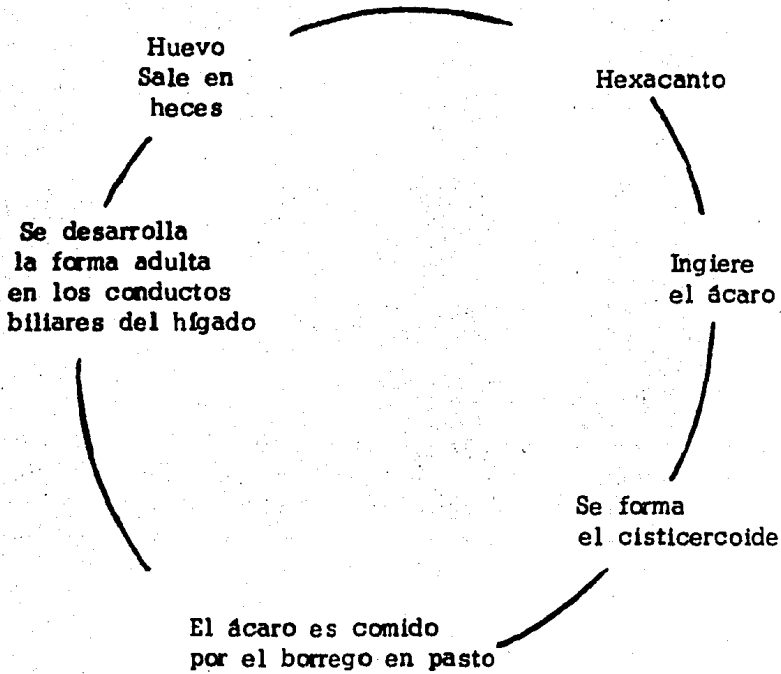 Huevo
Sale en
heces
Hexacanto
Ingiere
el ácaro
Se forma
el cisticercoide
El ácaro es comido
por el borrego en pasto
Se desarrolla
la forma adulta
en los conductos
biliares del hígado